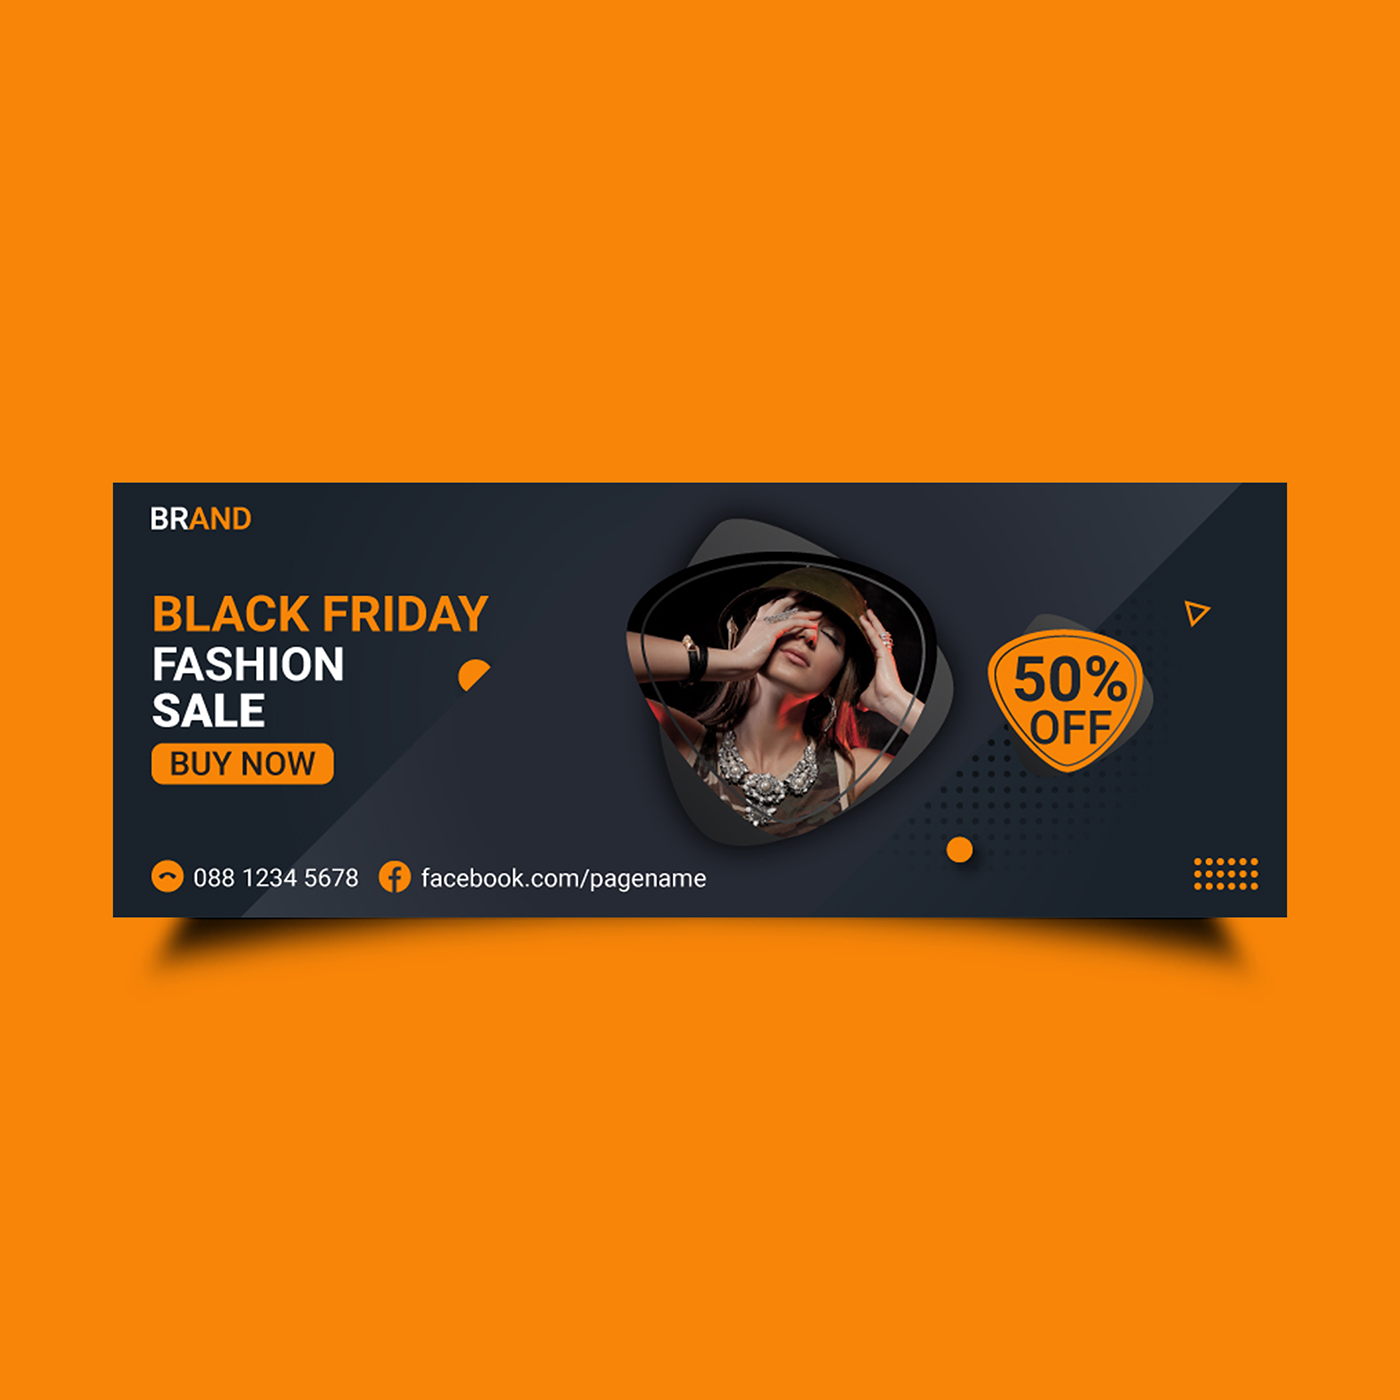 BRAND
BLACK FRIDAY
FASHION
SALE
BUY NOW
088 1234 5678
facebook.com/pagename
50%
OFF